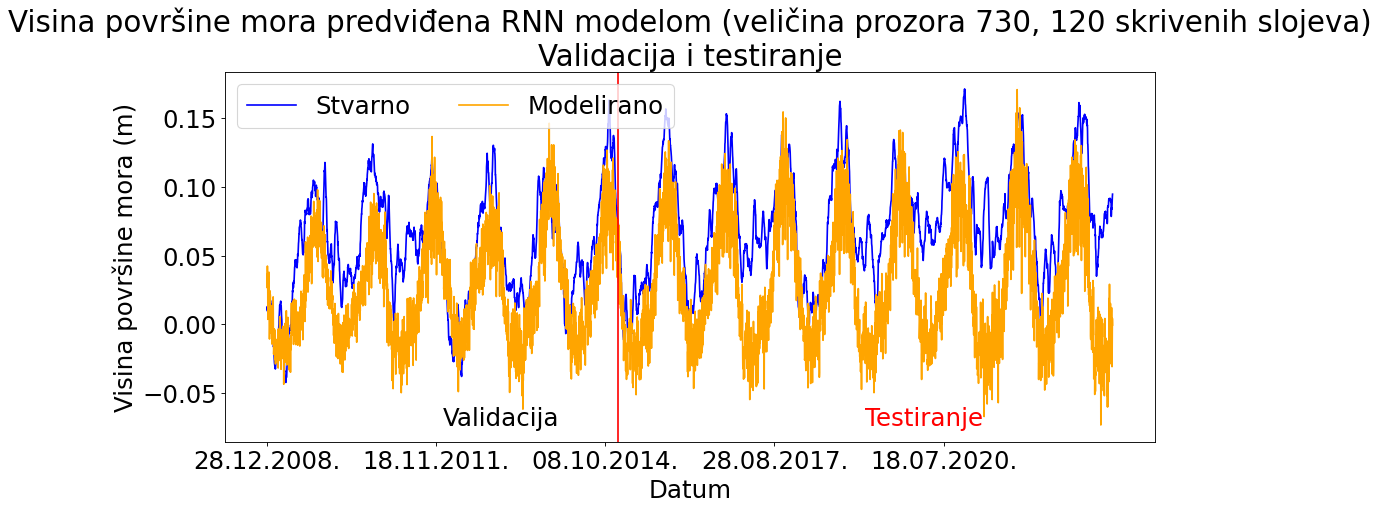 Visina površine mora predviđena RNN modelom (veličina prozora 730, 120 skrivenih slojeva)
Validacija i testiranje
Stvarno
Modelirano
Visina površine mora (m)
0.15
0.10
0.05
0.00
−0.05
Validacija
Testiranje
28.12.2008.
18.11.2011.
08.10.2014.
28.08.2017.
18.07.2020.
Datum